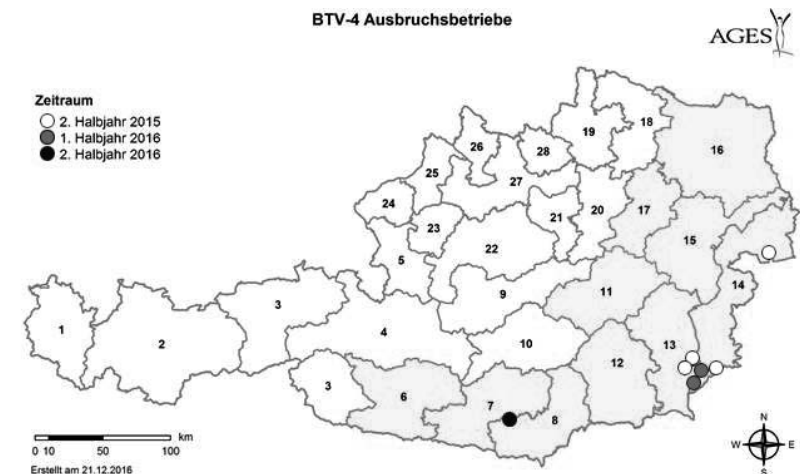 BTV-4 Ausbruchsbetriebe
AGES
Zeitraum
2. Halbjahr 2015
1. Halbjahr 2016
2. Halbjahr 2016
19
18
26
28
16
25
27
24
17
21
20
23
15
22
5
14
3
9
11
1
2
4
10
13
12
3
6
7
8
km
0 10 50 100
N
W E
S
Erstellt am 21.12.2016